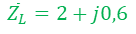 Z̅_L = 2 + j0,6